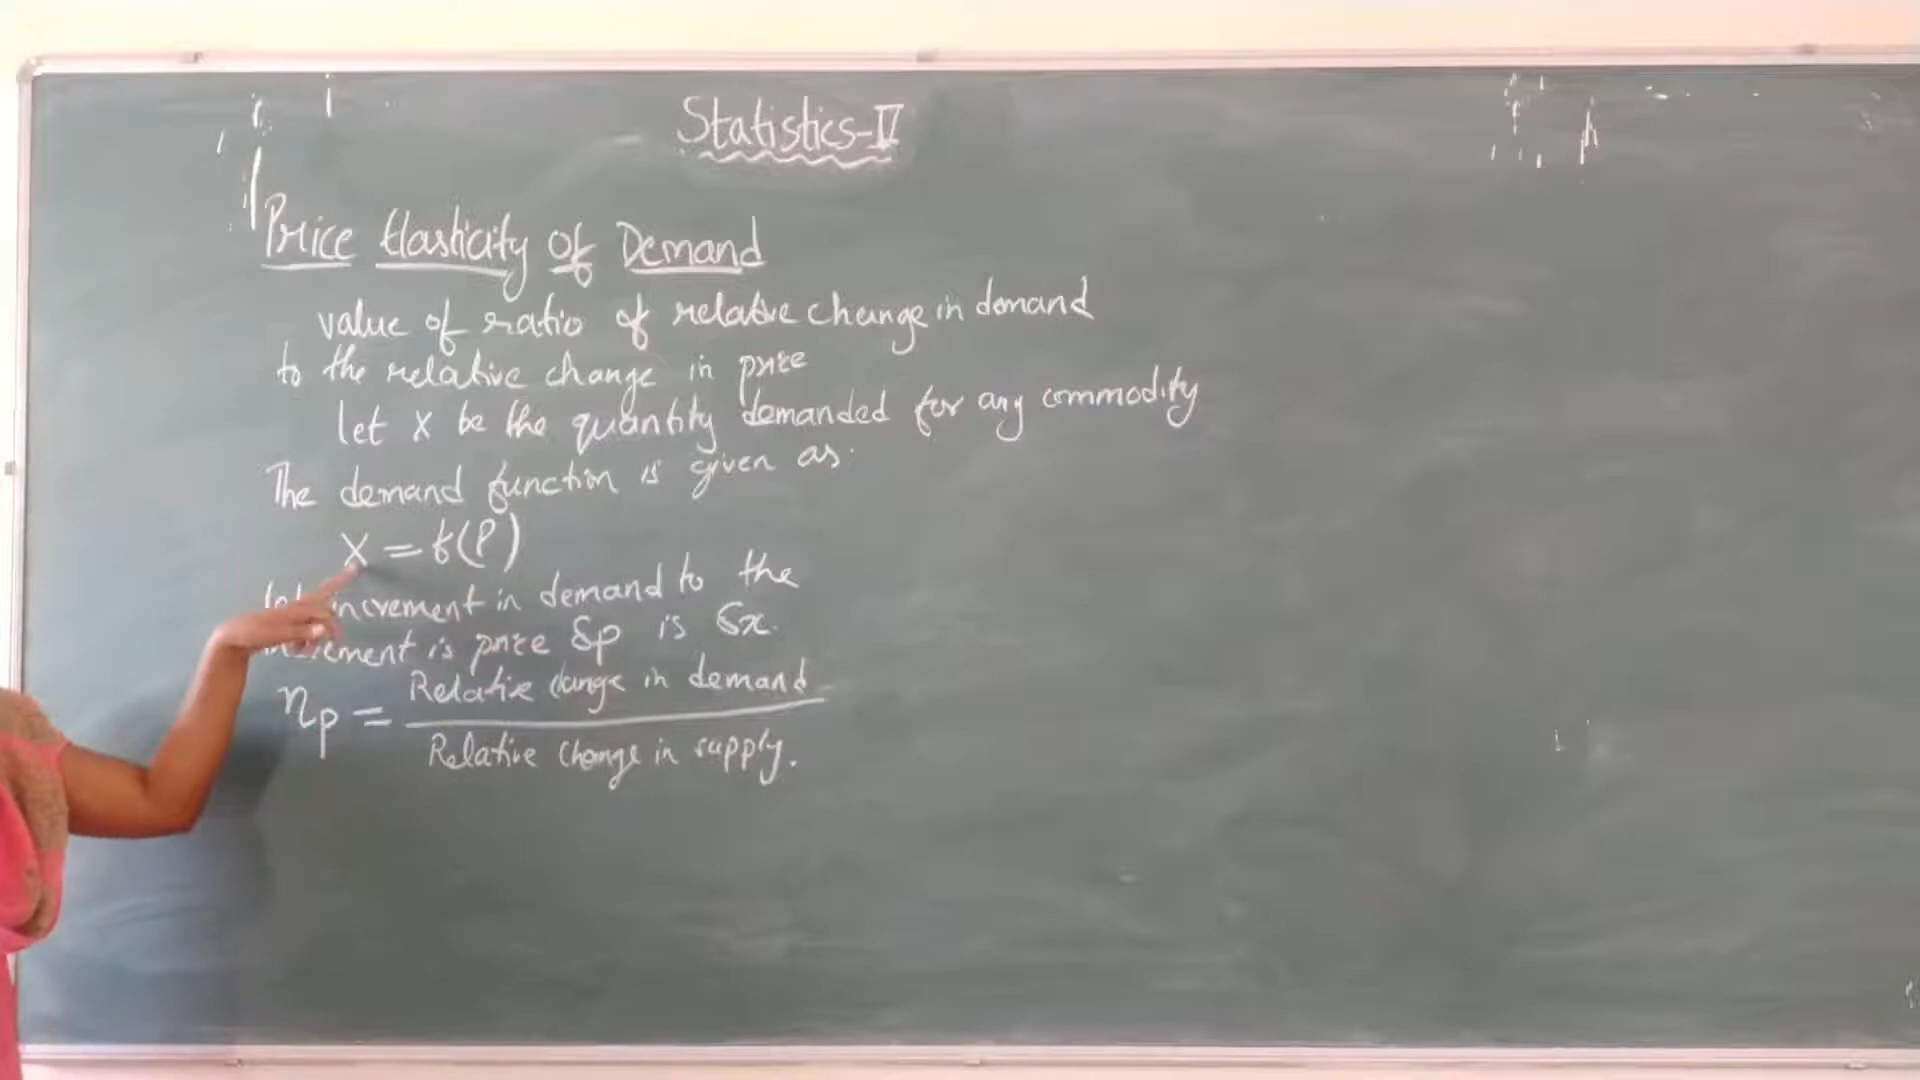 Statistics-IV
Price Elasticity of Demand
value of ratio of relative change in demand
to the relative change in price
let x be the quantity demanded for any commodity
The demand function is given as:
X = f(P)
increment in demand to the
is price δp is δx.
ηp = Relative change in demand
Relative change in supply.